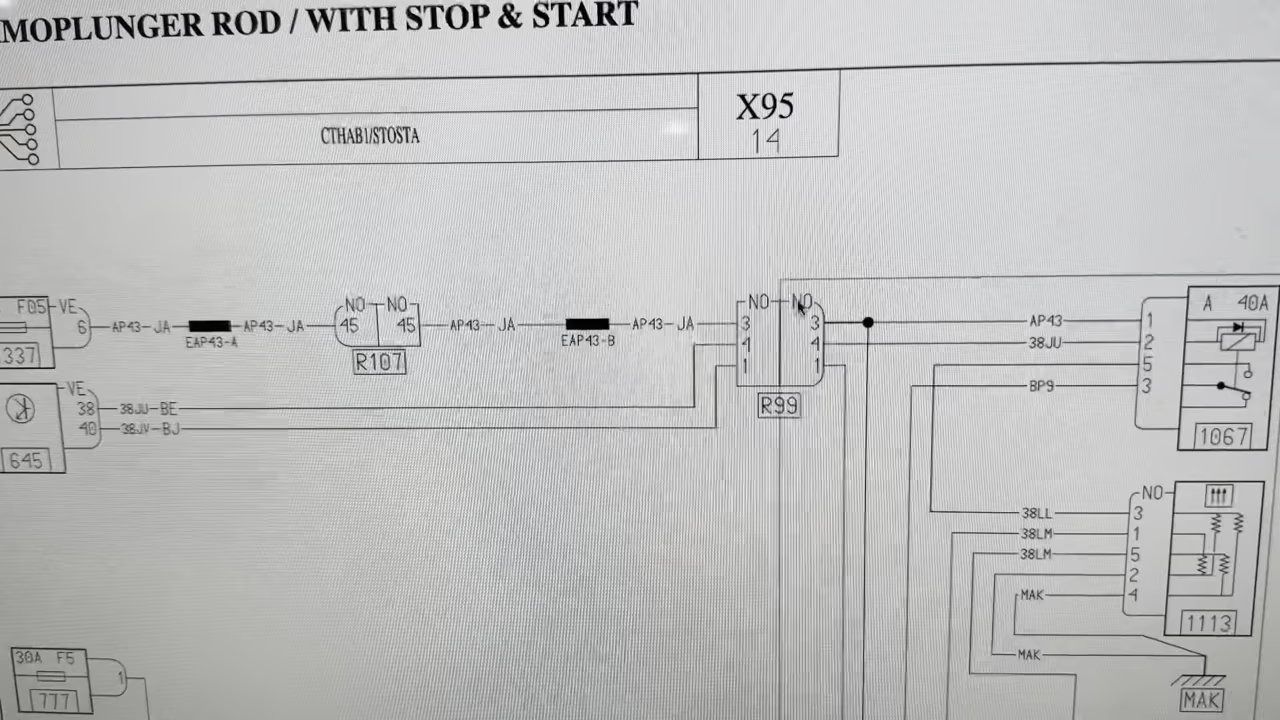 MOPLUNGER ROD / WITH STOP & START
X95
14
CTHAB1/STOSTA
F05 VE
6 AP43-JA EAP43-A AP43-JA
337
NO NO
45 45
R107
AP43-JA EAP43-B AP43-JA
NO NO
3 3
4 4
1 1
R99
AP43 1
38JU 2
5
BP9 3
A 40A
1067
VE
38 38JU-BE
40 38JV-BJ
645
NO
38LL 3
38LM 1
38LM 5
2
MAK 4
1113
MAK
MAK
30A F5
1
777